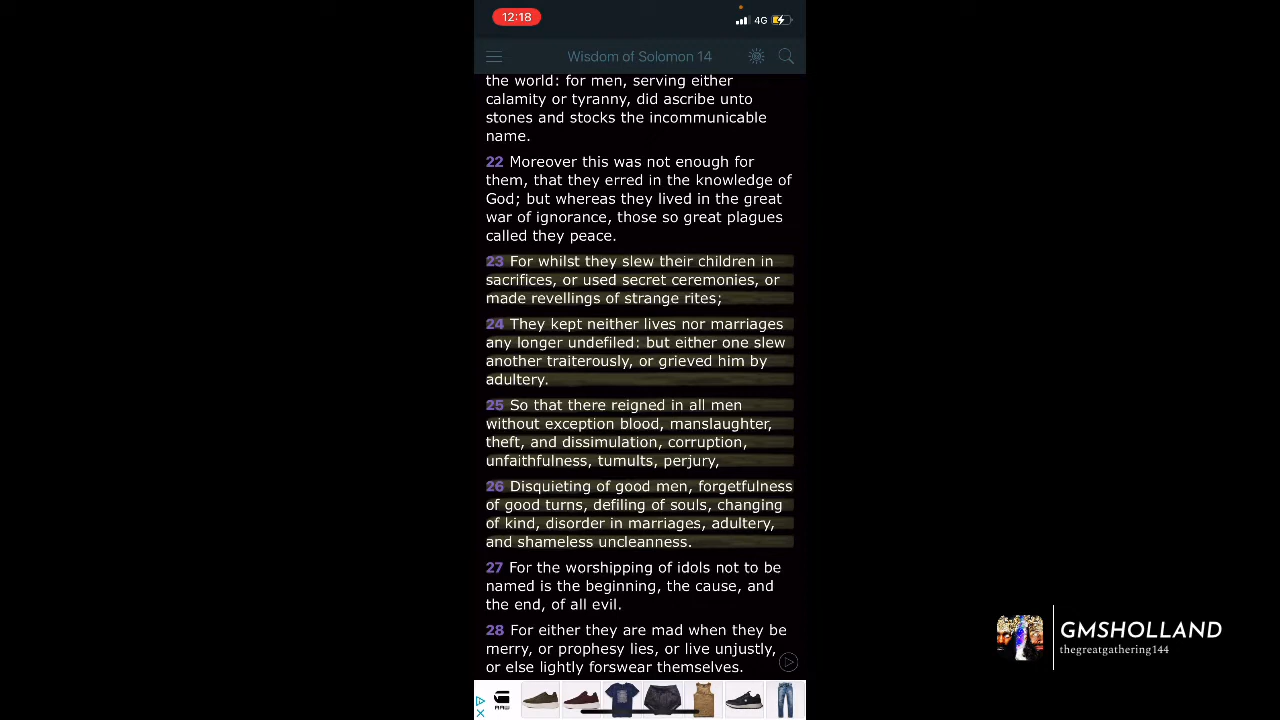 12:18
4G
Wisdom of Solomon 14
the world: for men, serving either
calamity or tyranny, did ascribe unto
stones and stocks the incommunicable
name.
22 Moreover this was not enough for
them, that they erred in the knowledge of
God; but whereas they lived in the great
war of ignorance, those so great plagues
called they peace.
23 For whilst they slew their children in
sacrifices, or used secret ceremonies, or
made revellings of strange rites;
24 They kept neither lives nor marriages
any longer undefiled: but either one slew
another traiterously, or grieved him by
adultery.
25 So that there reigned in all men
without exception blood, manslaughter,
theft, and dissimulation, corruption,
unfaithfulness, tumults, perjury,
26 Disquieting of good men, forgetfulness
of good turns, defiling of souls, changing
of kind, disorder in marriages, adultery,
and shameless uncleanness.
27 For the worshipping of idols not to be
named is the beginning, the cause, and
the end, of all evil.
28 For either they are mad when they be
merry, or prophesy lies, or live unjustly,
or else lightly forswear themselves.
RAW
GMSHOLLAND
thegreatgathering144